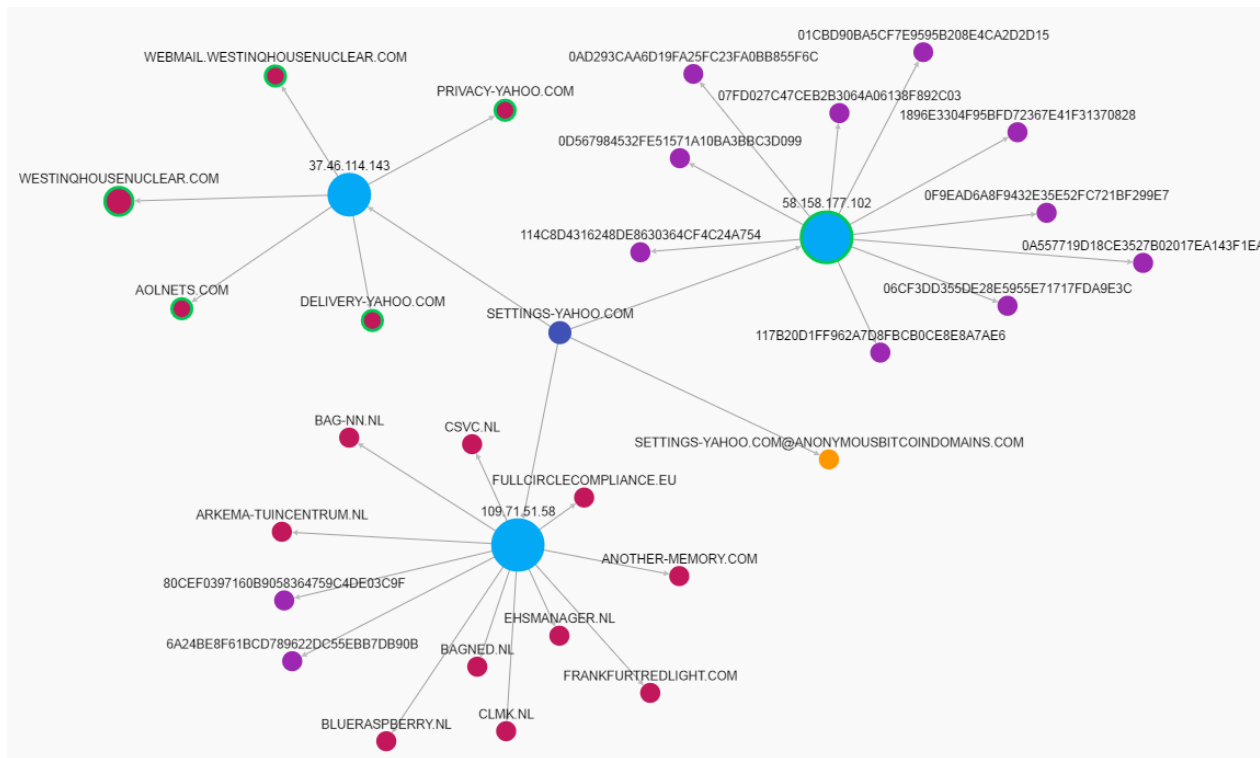 01CBD90BA5CF7E9595B208E4CA2D2D15
WEBMAIL.WESTINQHOUSENUCLEAR.COM
0AD293CAA6D19FA25FC23FA0BB855F6C
PRIVACY-YAHOO.COM
07FD027C47CEB2B3064A06138F892C03
1896E3304F95BFD72367E41F31370828
0D567984532FE51571A10BA3BBC3D099
37.46.114.143
WESTINQHOUSENUCLEAR.COM
58.158.177.102
0F9EAD6A8F9432E35E52FC721BF299E7
114C8D4316248DE8630364CF4C24A754
0A557719D18CE3527B02017EA143F1EA
AOLNETS.COM
DELIVERY-YAHOO.COM
06CF3DD355DE28E5955E71717FDA9E3C
SETTINGS-YAHOO.COM
117B20D1FF962A7D8FBCB0CE8E8A7AE6
BAG-NN.NL
CSVC.NL
SETTINGS-YAHOO.COM@ANONYMOUSBITCOINDOMAINS.COM
FULLCIRCLECOMPLIANCE.EU
ARKEMA-TUINCENTRUM.NL
109.71.51.58
ANOTHER-MEMORY.COM
80CEF0397160B9058364759C4DE03C9F
EHSMANAGER.NL
6A24BE8F61BCD789622DC55EBB7DB90B
BAGNED.NL
FRANKFURTREDLIGHT.COM
BLUERASPBERRY.NL
CLMK.NL